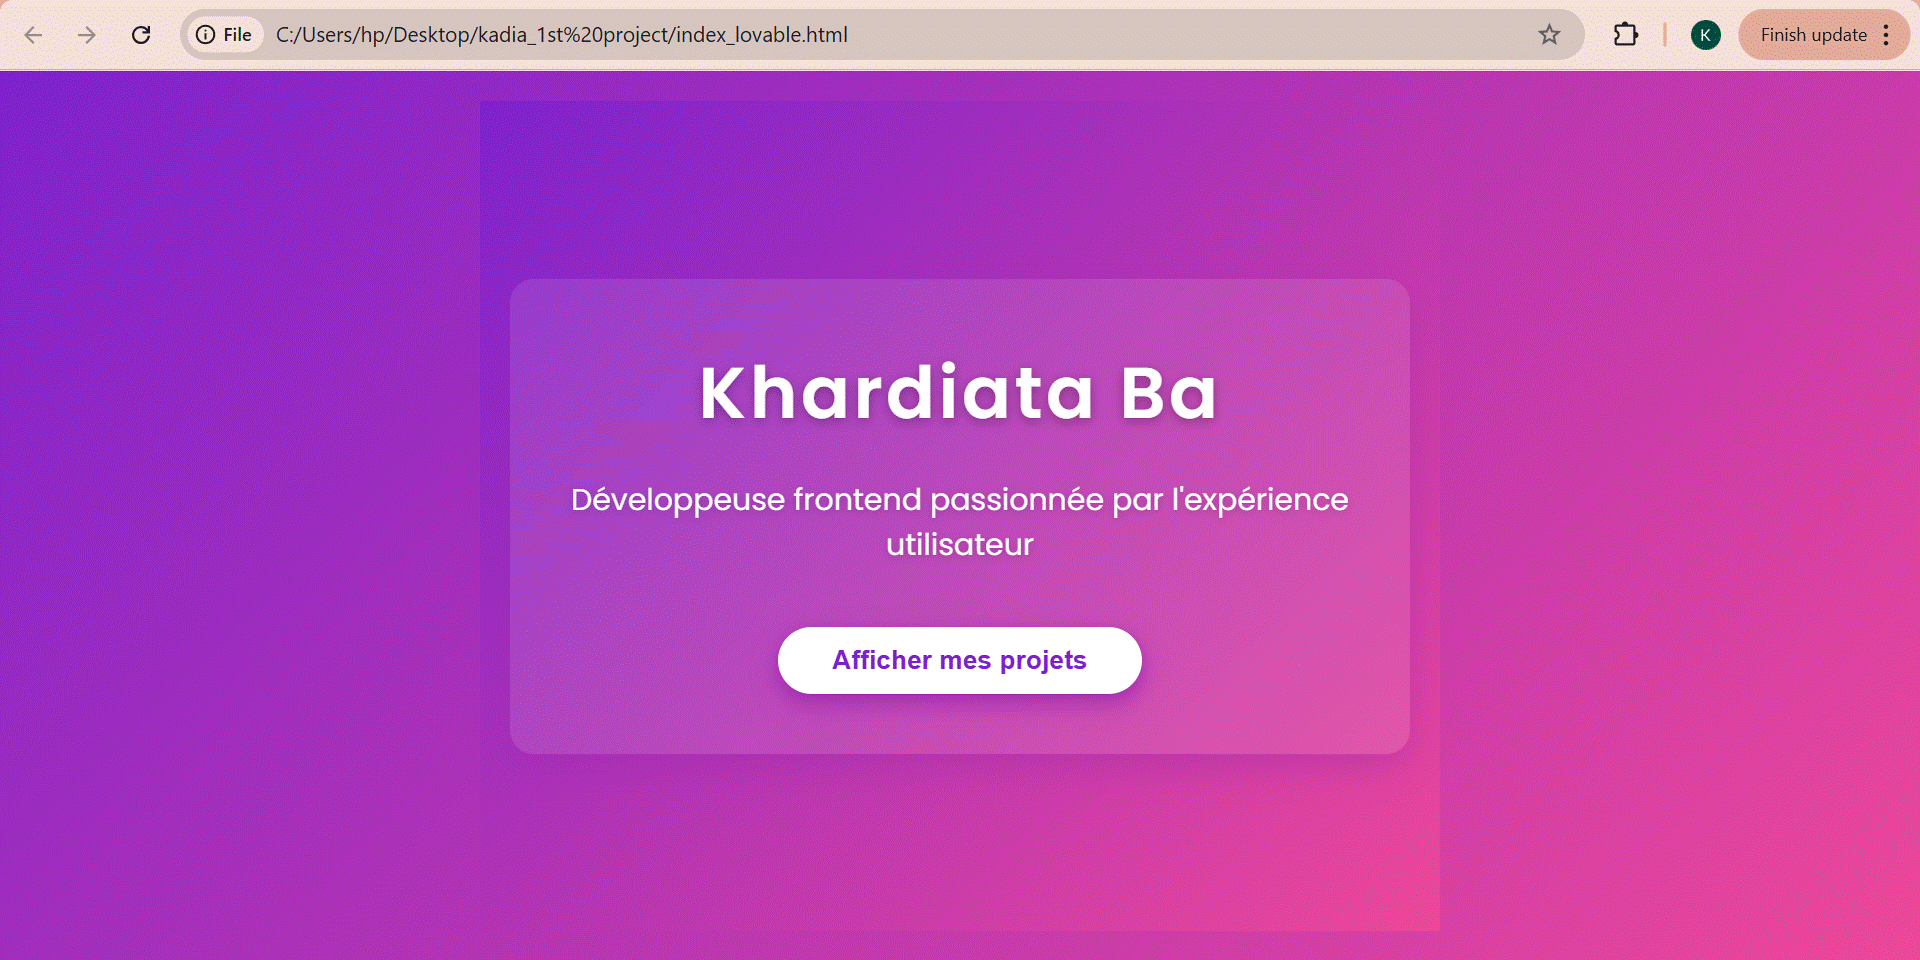 File C:/Users/hp/Desktop/kadia_1st%20project/index_lovable.html K Finish update
Khardiata Ba
Développeuse frontend passionnée par l'expérience
utilisateur
Afficher mes projets